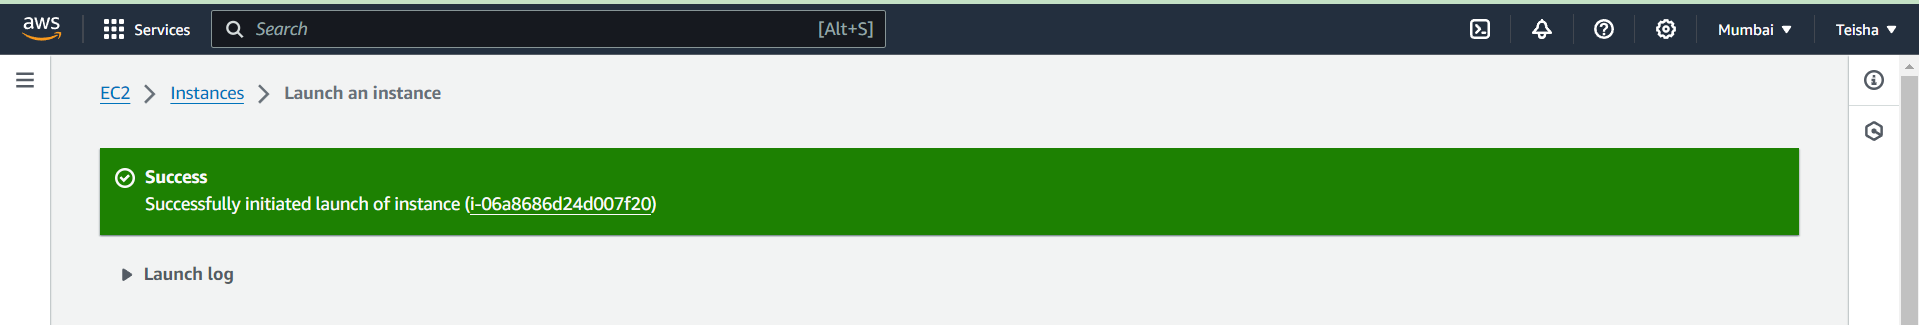 aws Services Search [Alt+S] Mumbai Teisha
EC2 Instances Launch an instance
Success
Successfully initiated launch of instance (i-06a8686d24d007f20)
Launch log